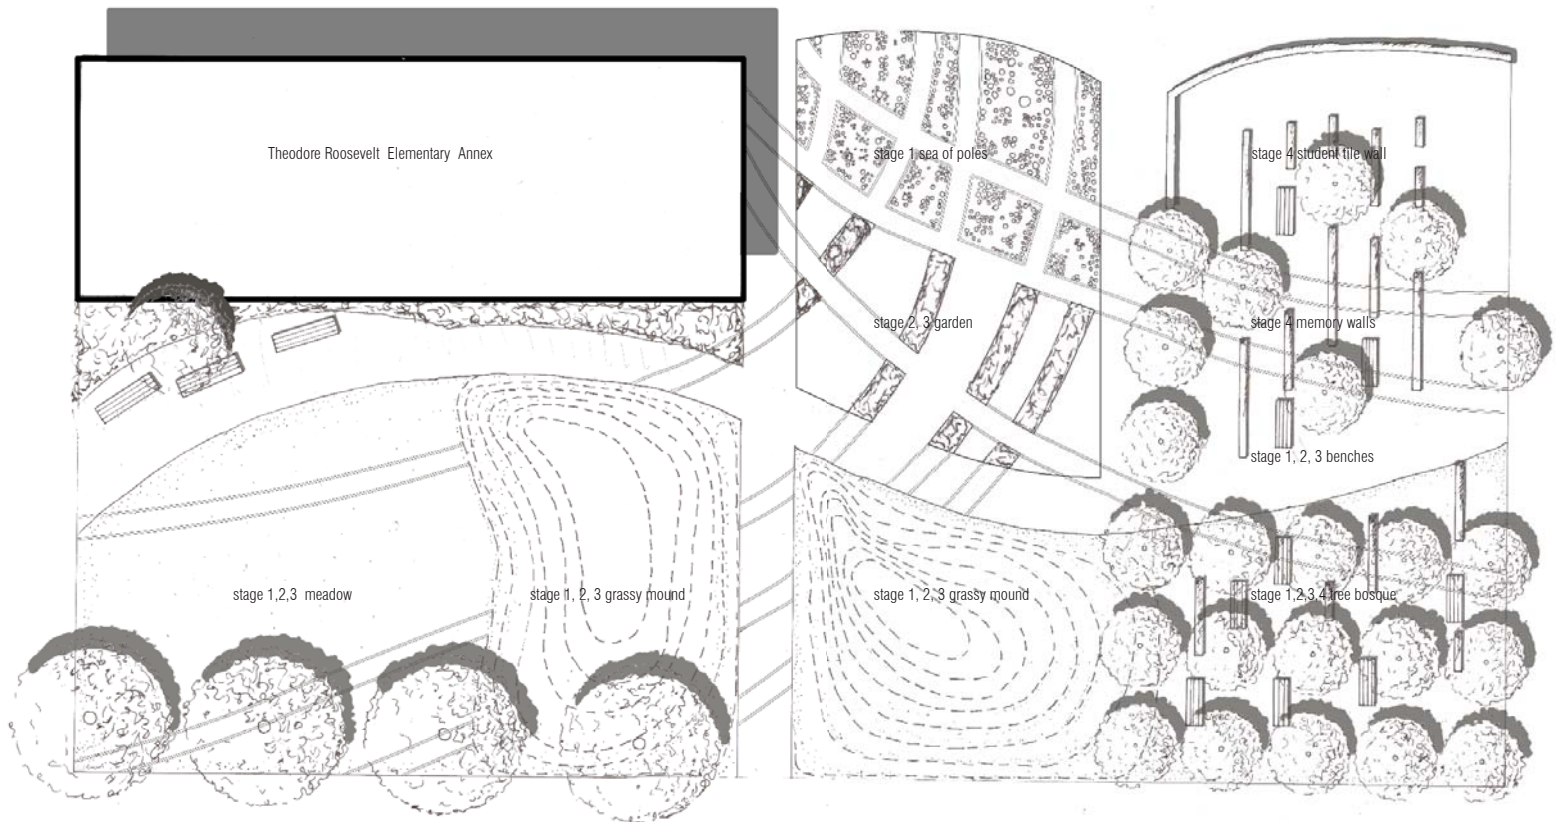 Theodore Roosevelt Elementary Annex
stage 1 sea of poles
stage 4 student tile wall
stage 2, 3 garden
stage 4 memory walls
stage 1, 2, 3 benches
stage 1,2,3 meadow
stage 1, 2, 3 grassy mound
stage 1, 2, 3 grassy mound
stage 1,2,3,4 tree bosque